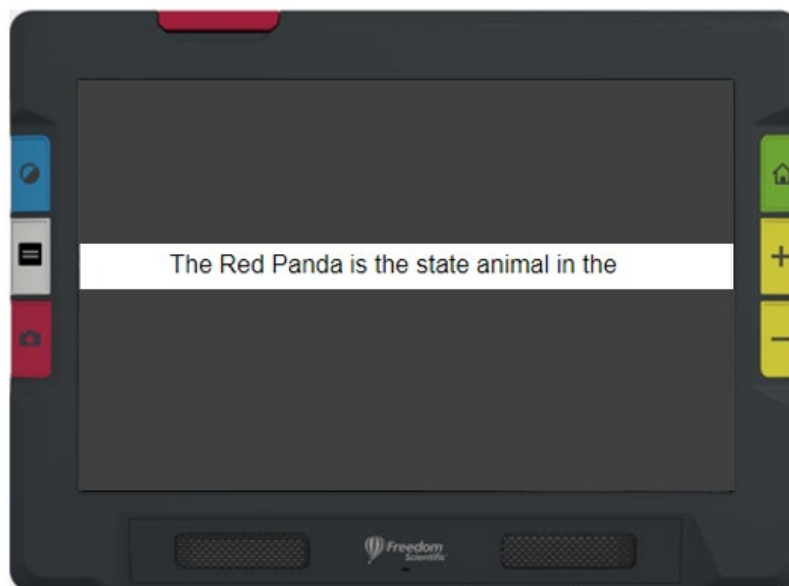 The Red Panda is the state animal in the
Freedom
Scientific